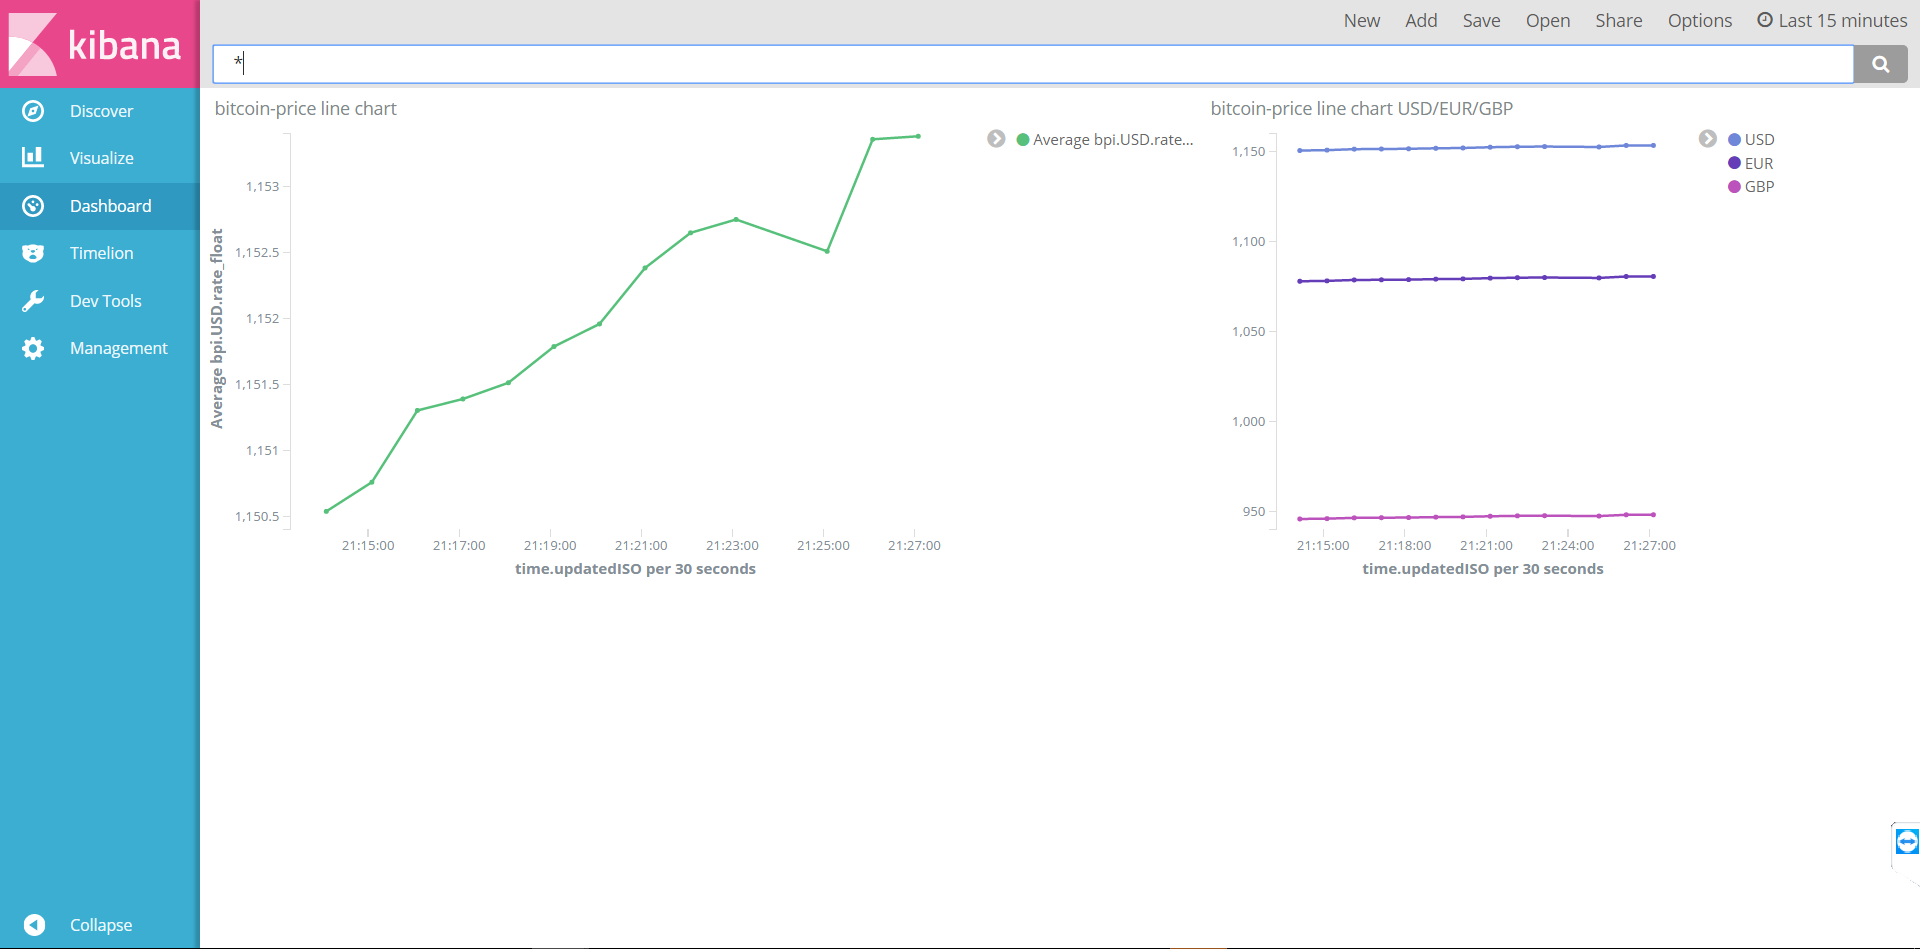 kibana
Discover
Visualize
Dashboard
Timelion
Dev Tools
Management
Collapse
New Add Save Open Share Options Last 15 minutes
*
bitcoin-price line chart
Average bpi.USD.rate_float
1,153
1,152.5
1,152
1,151.5
1,151
1,150.5
21:15:00 21:17:00 21:19:00 21:21:00 21:23:00 21:25:00 21:27:00
time.updatedISO per 30 seconds
Average bpi.USD.rate...
bitcoin-price line chart USD/EUR/GBP
1,150
1,100
1,050
1,000
950
21:15:00 21:18:00 21:21:00 21:24:00 21:27:00
time.updatedISO per 30 seconds
USD
EUR
GBP